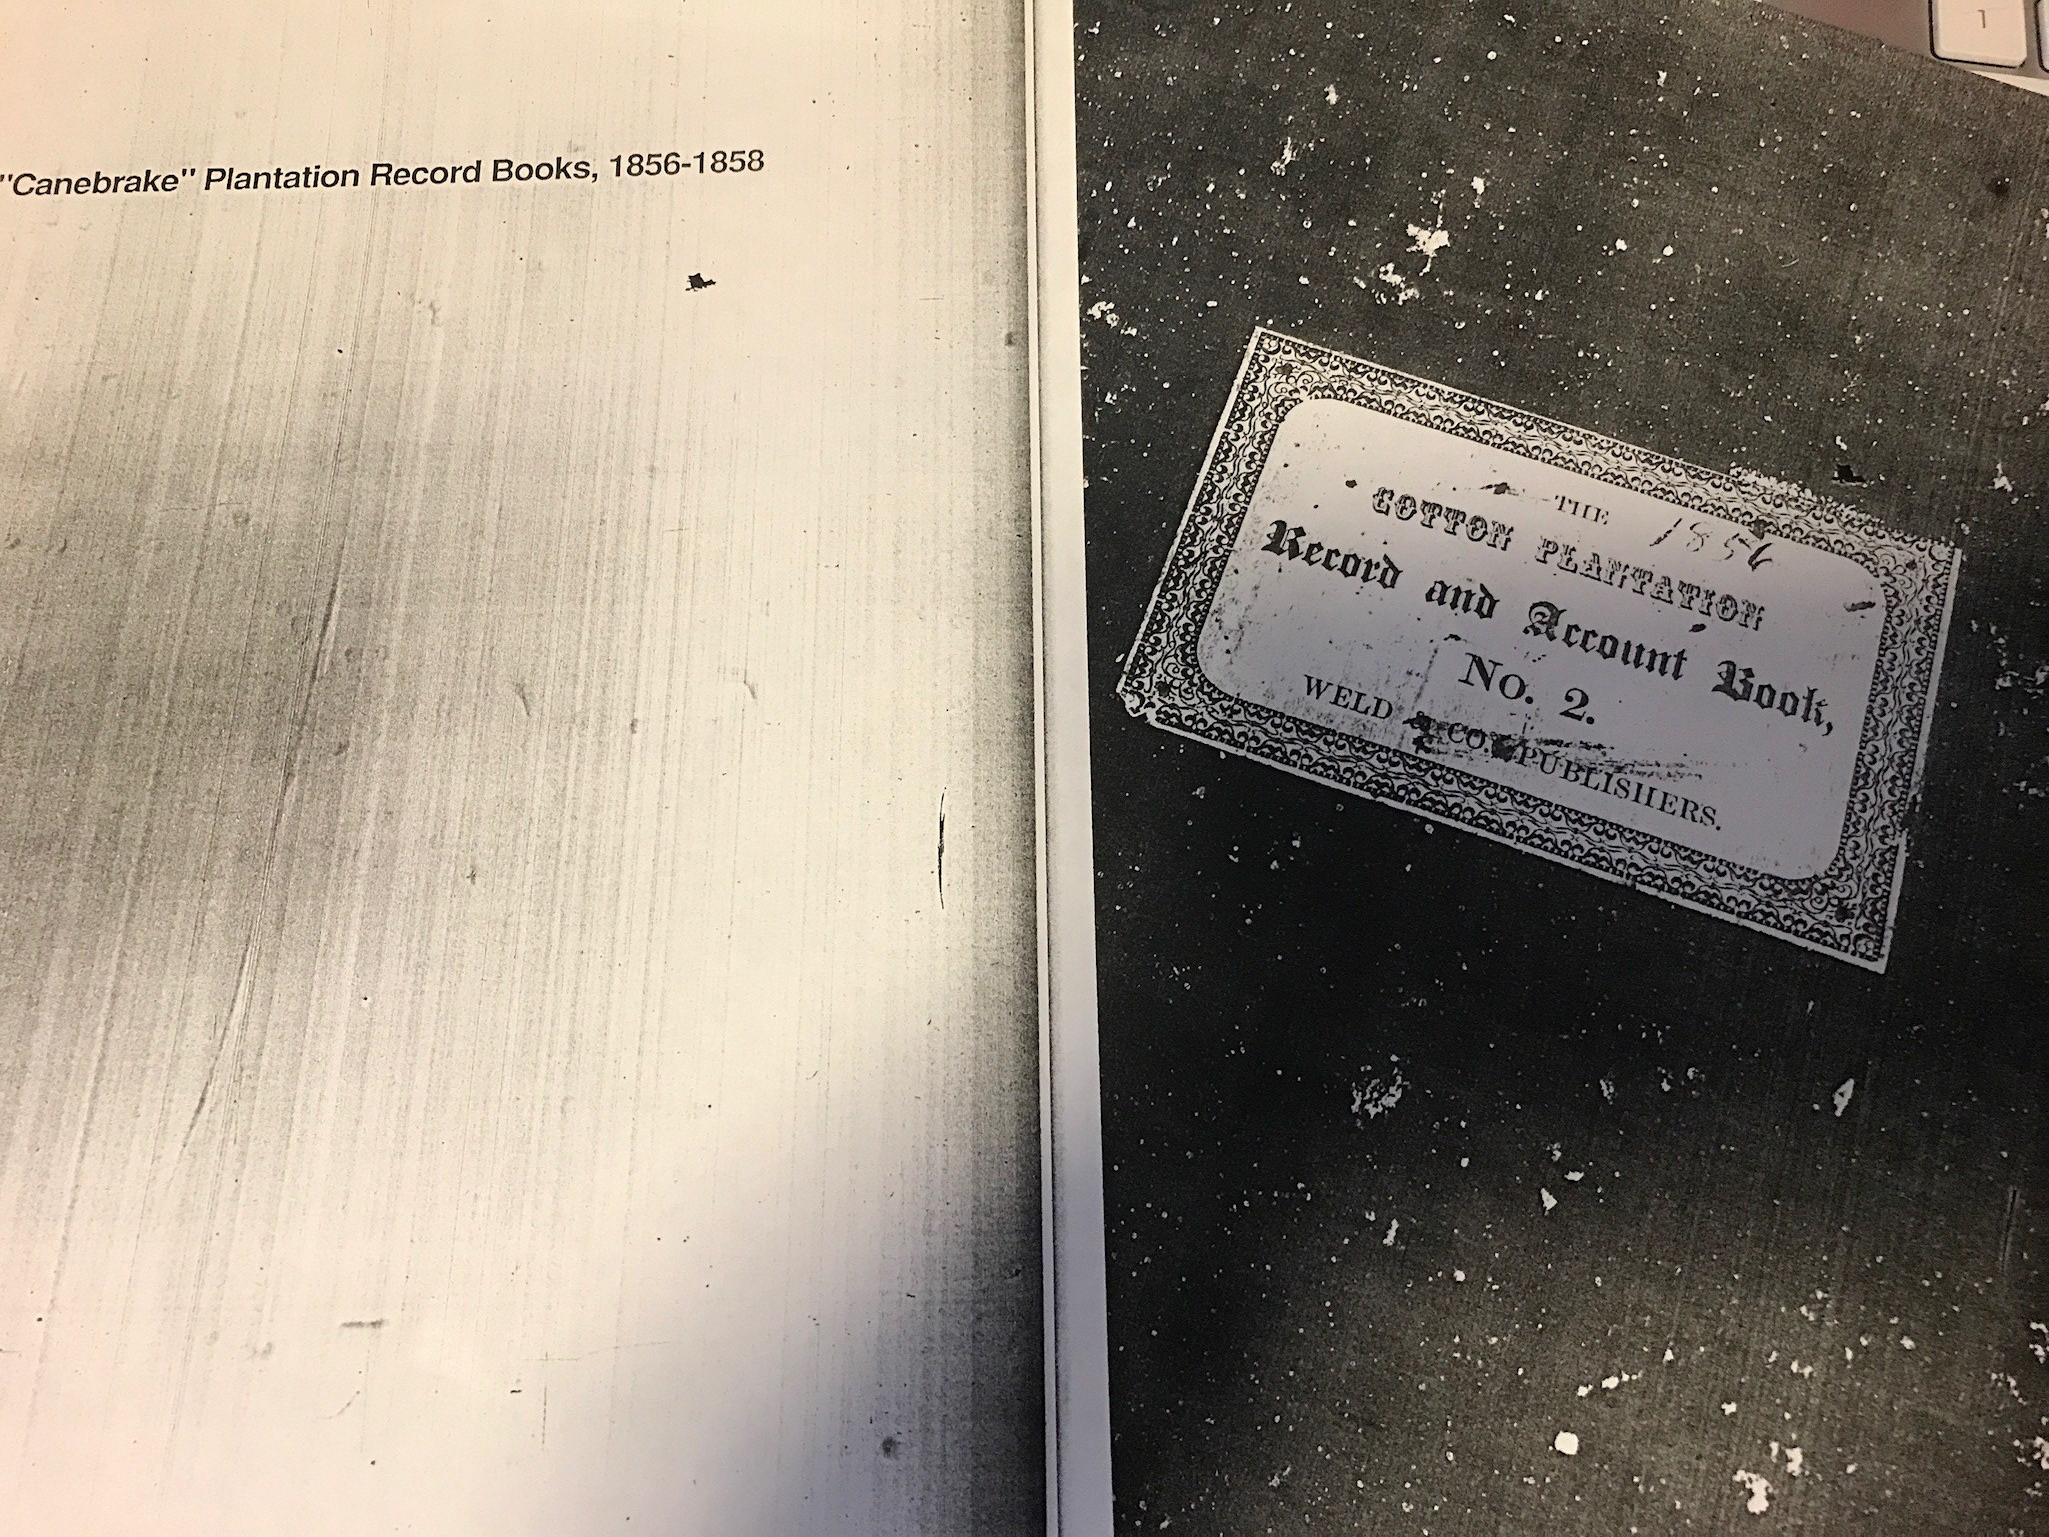 "Canebrake" Plantation Record Books, 1856-1858
THE 1856
COTTON PLANTATION
Record and Account Book,
No. 2.
WELD & CO., PUBLISHERS.
1